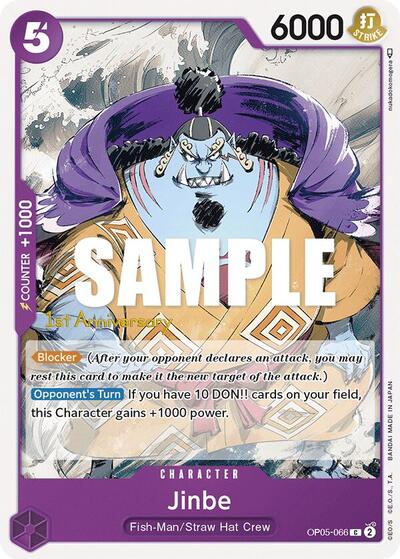 5
6000
打
STRIKE
nukadokomogera
COUNTER +1000
SAMPLE
1st Anniversary
Blocker (After your opponent declares an attack, you may
rest this card to make it the new target of the attack.)
Opponent's Turn If you have 10 DON!! cards on your field,
this Character gains +1000 power.
©E.O/S. ©E.O./S., T.A. BANDAI MADE IN JAPAN
CHARACTER
Jinbe
Fish-Man/Straw Hat Crew
OP05-066 C 2